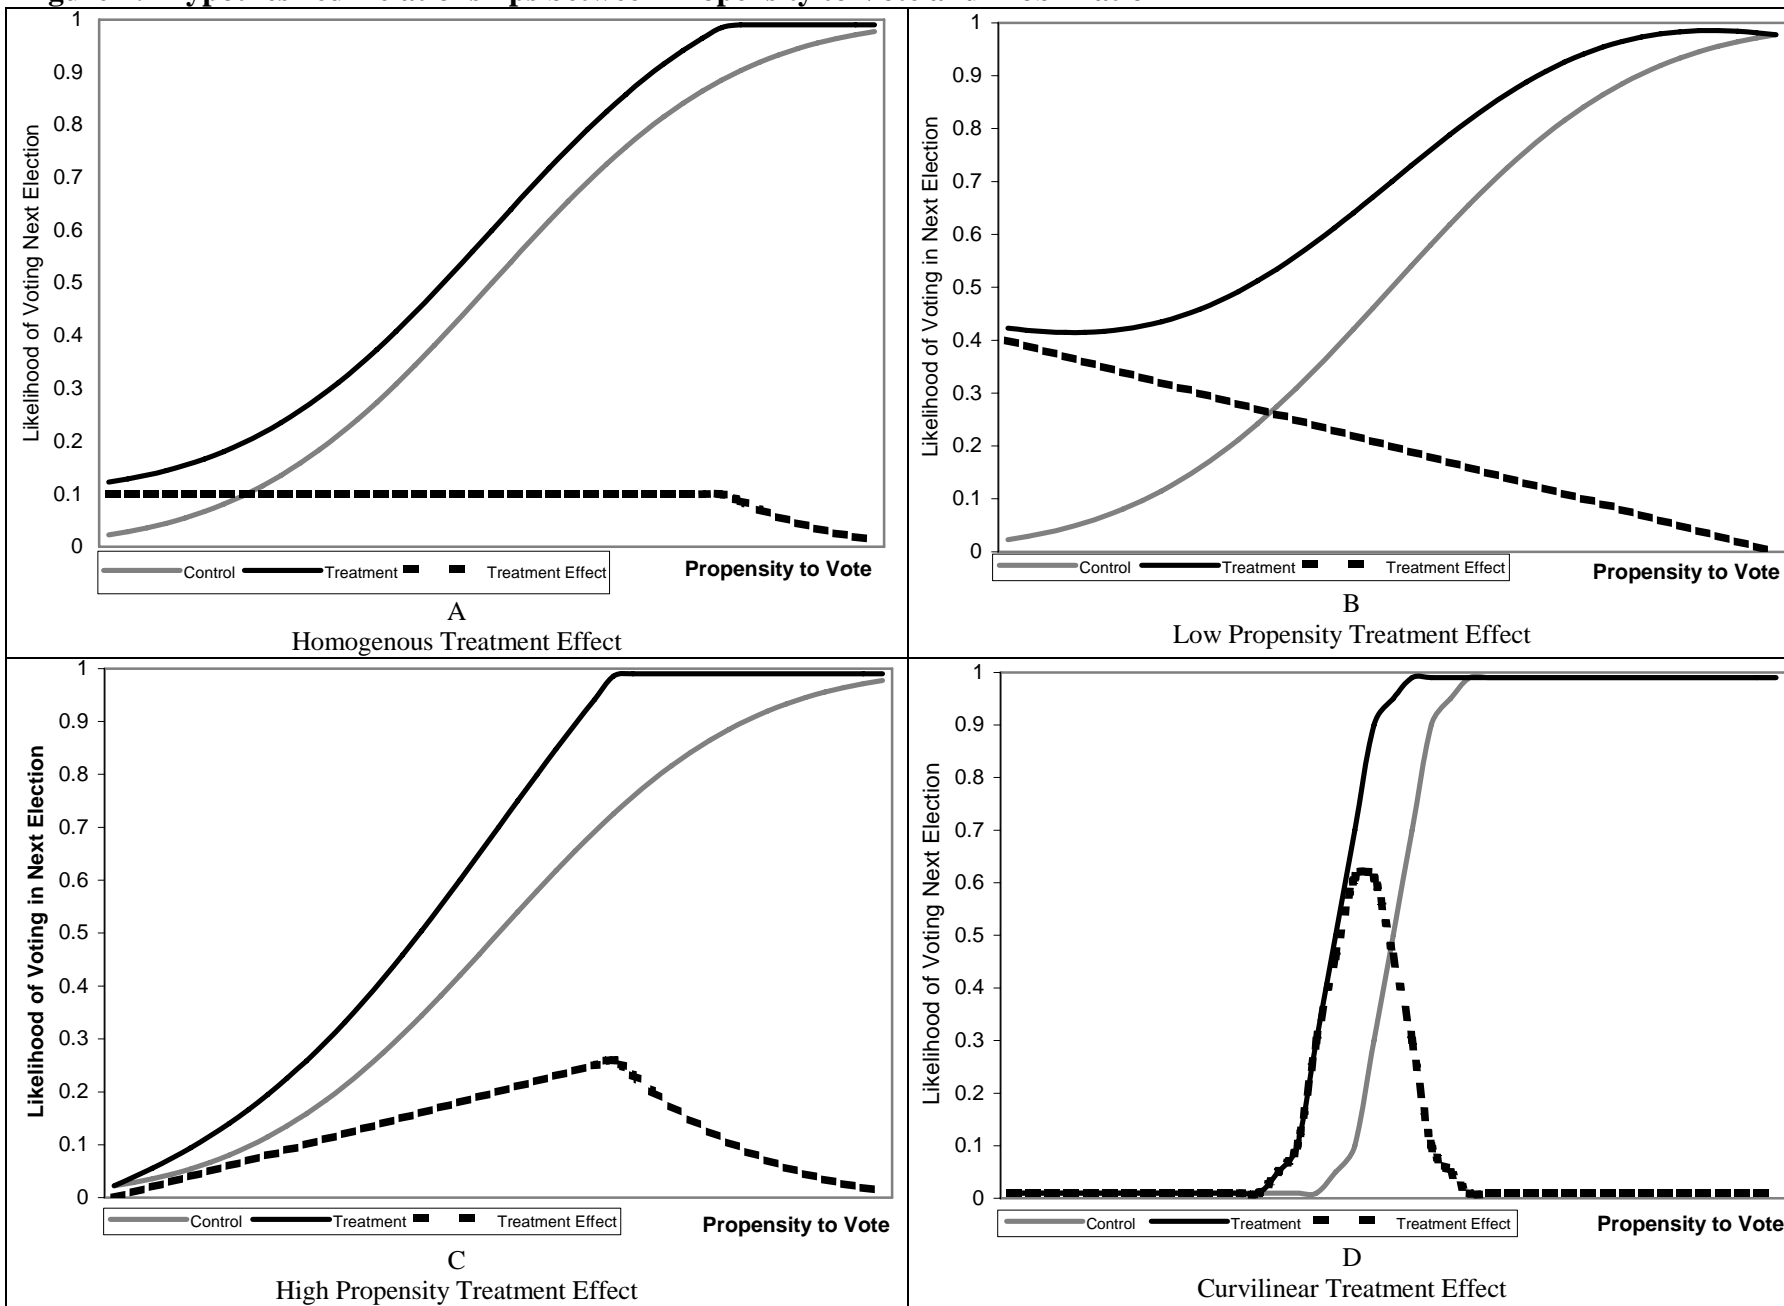 1
0.9
0.8
0.7
0.6
0.5
0.4
0.3
0.2
0.1
0
Likelihood of Voting Next Election
Control Treatment Treatment Effect
Propensity to Vote
A
Homogenous Treatment Effect
1
0.9
0.8
0.7
0.6
0.5
0.4
0.3
0.2
0.1
0
Likelihood of Voting in Next Election
Control Treatment Treatment Effect
Propensity to Vote
B
Low Propensity Treatment Effect
1
0.9
0.8
0.7
0.6
0.5
0.4
0.3
0.2
0.1
0
Likelihood of Voting in Next Election
Control Treatment Treatment Effect
Propensity to Vote
C
High Propensity Treatment Effect
1
0.9
0.8
0.7
0.6
0.5
0.4
0.3
0.2
0.1
0
Likelihood of Voting Next Election
Control Treatment Treatment Effect
Propensity to Vote
D
Curvilinear Treatment Effect